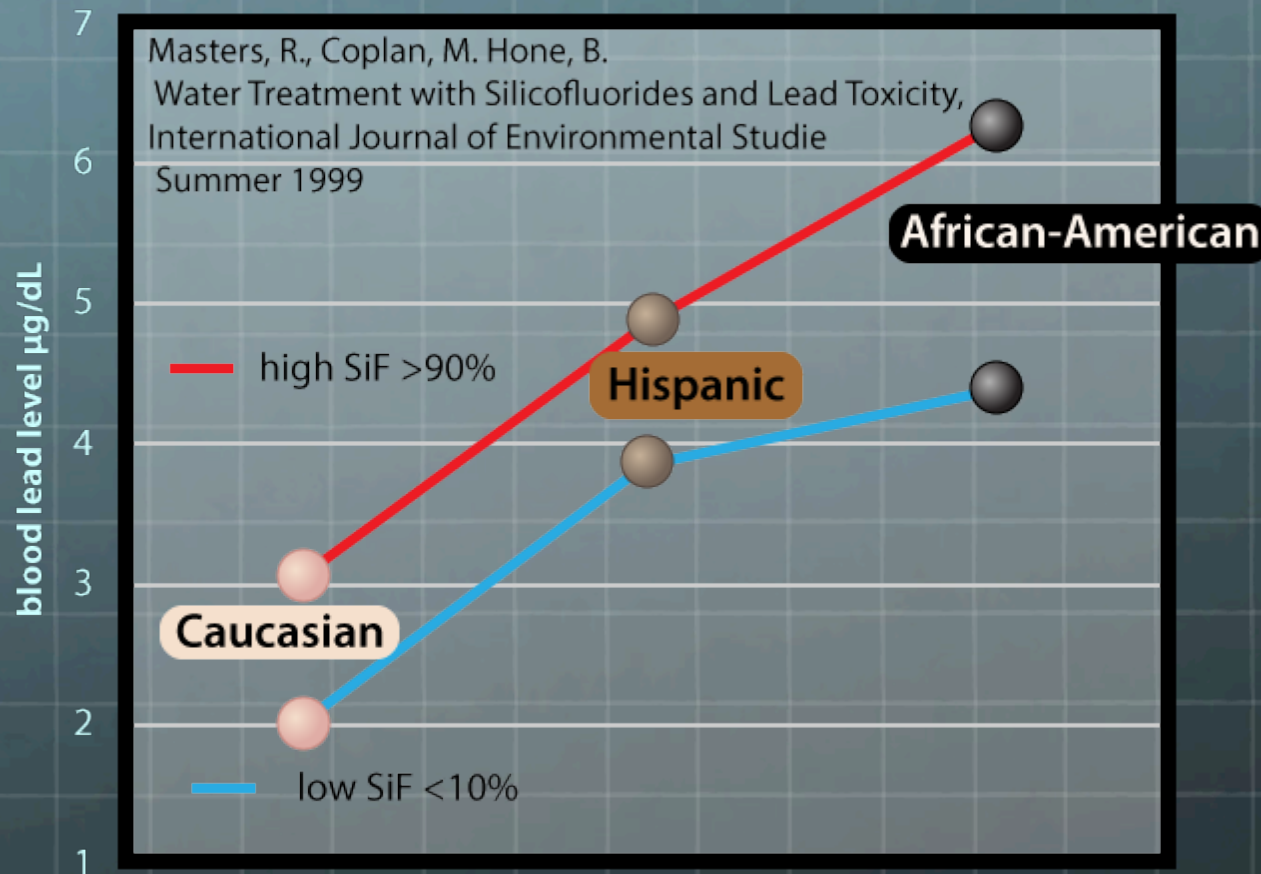 7
Masters, R., Coplan, M. Hone, B.
Water Treatment with Silicofluorides and Lead Toxicity,
International Journal of Environmental Studie
Summer 1999
6
African-American
5
high SiF >90%
Hispanic
4
blood lead level µg/dL
3
Caucasian
2
low SiF <10%
1